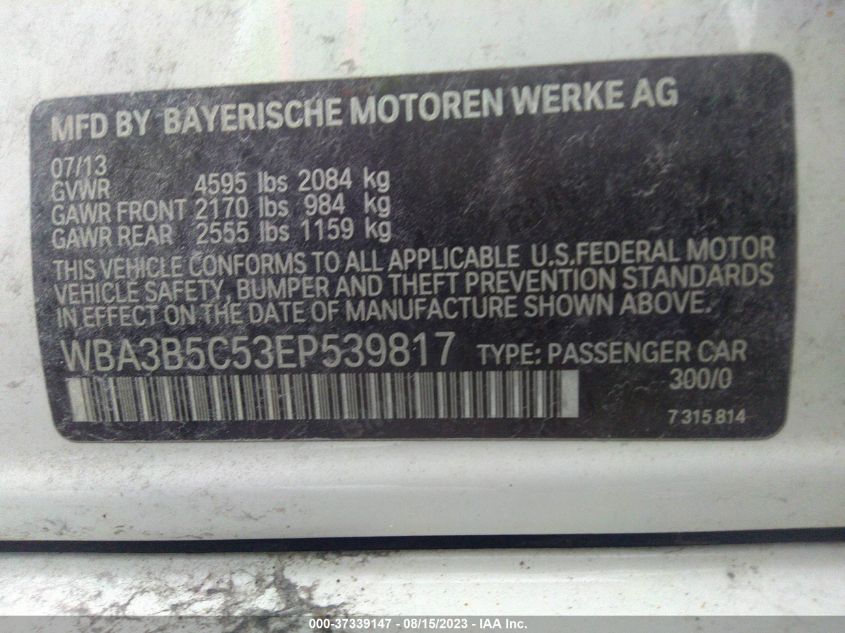 MFD BY BAYERISCHE MOTOREN WERKE AG
07/13
GVWR 4595 lbs 2084 kg
GAWR FRONT 2170 lbs 984 kg
GAWR REAR 2555 lbs 1159 kg
THIS VEHICLE CONFORMS TO ALL APPLICABLE U.S.FEDERAL MOTOR
VEHICLE SAFETY, BUMPER AND THEFT PREVENTION STANDARDS
IN EFFECT ON THE DATE OF MANUFACTURE SHOWN ABOVE.
WBA3B5C53EP539817 TYPE: PASSENGER CAR
300/0
7 315 814
000-37339147 - 08/15/2023 - IAA Inc.